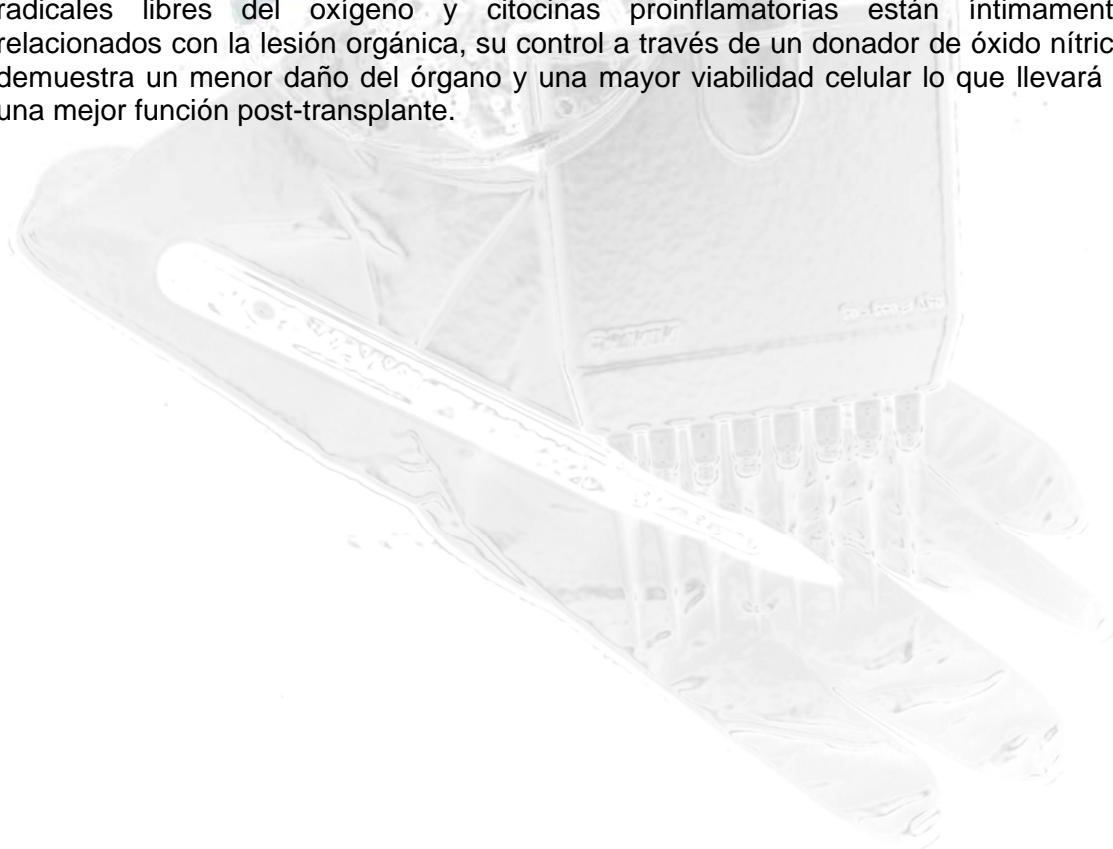 radicales libres del oxígeno y citocinas proinflamatorias están íntimament
relacionados con la lesión orgánica, su control a través de un donador de óxido nítric
demuestra un menor daño del órgano y una mayor viabilidad celular lo que llevará
una mejor función post-transplante.